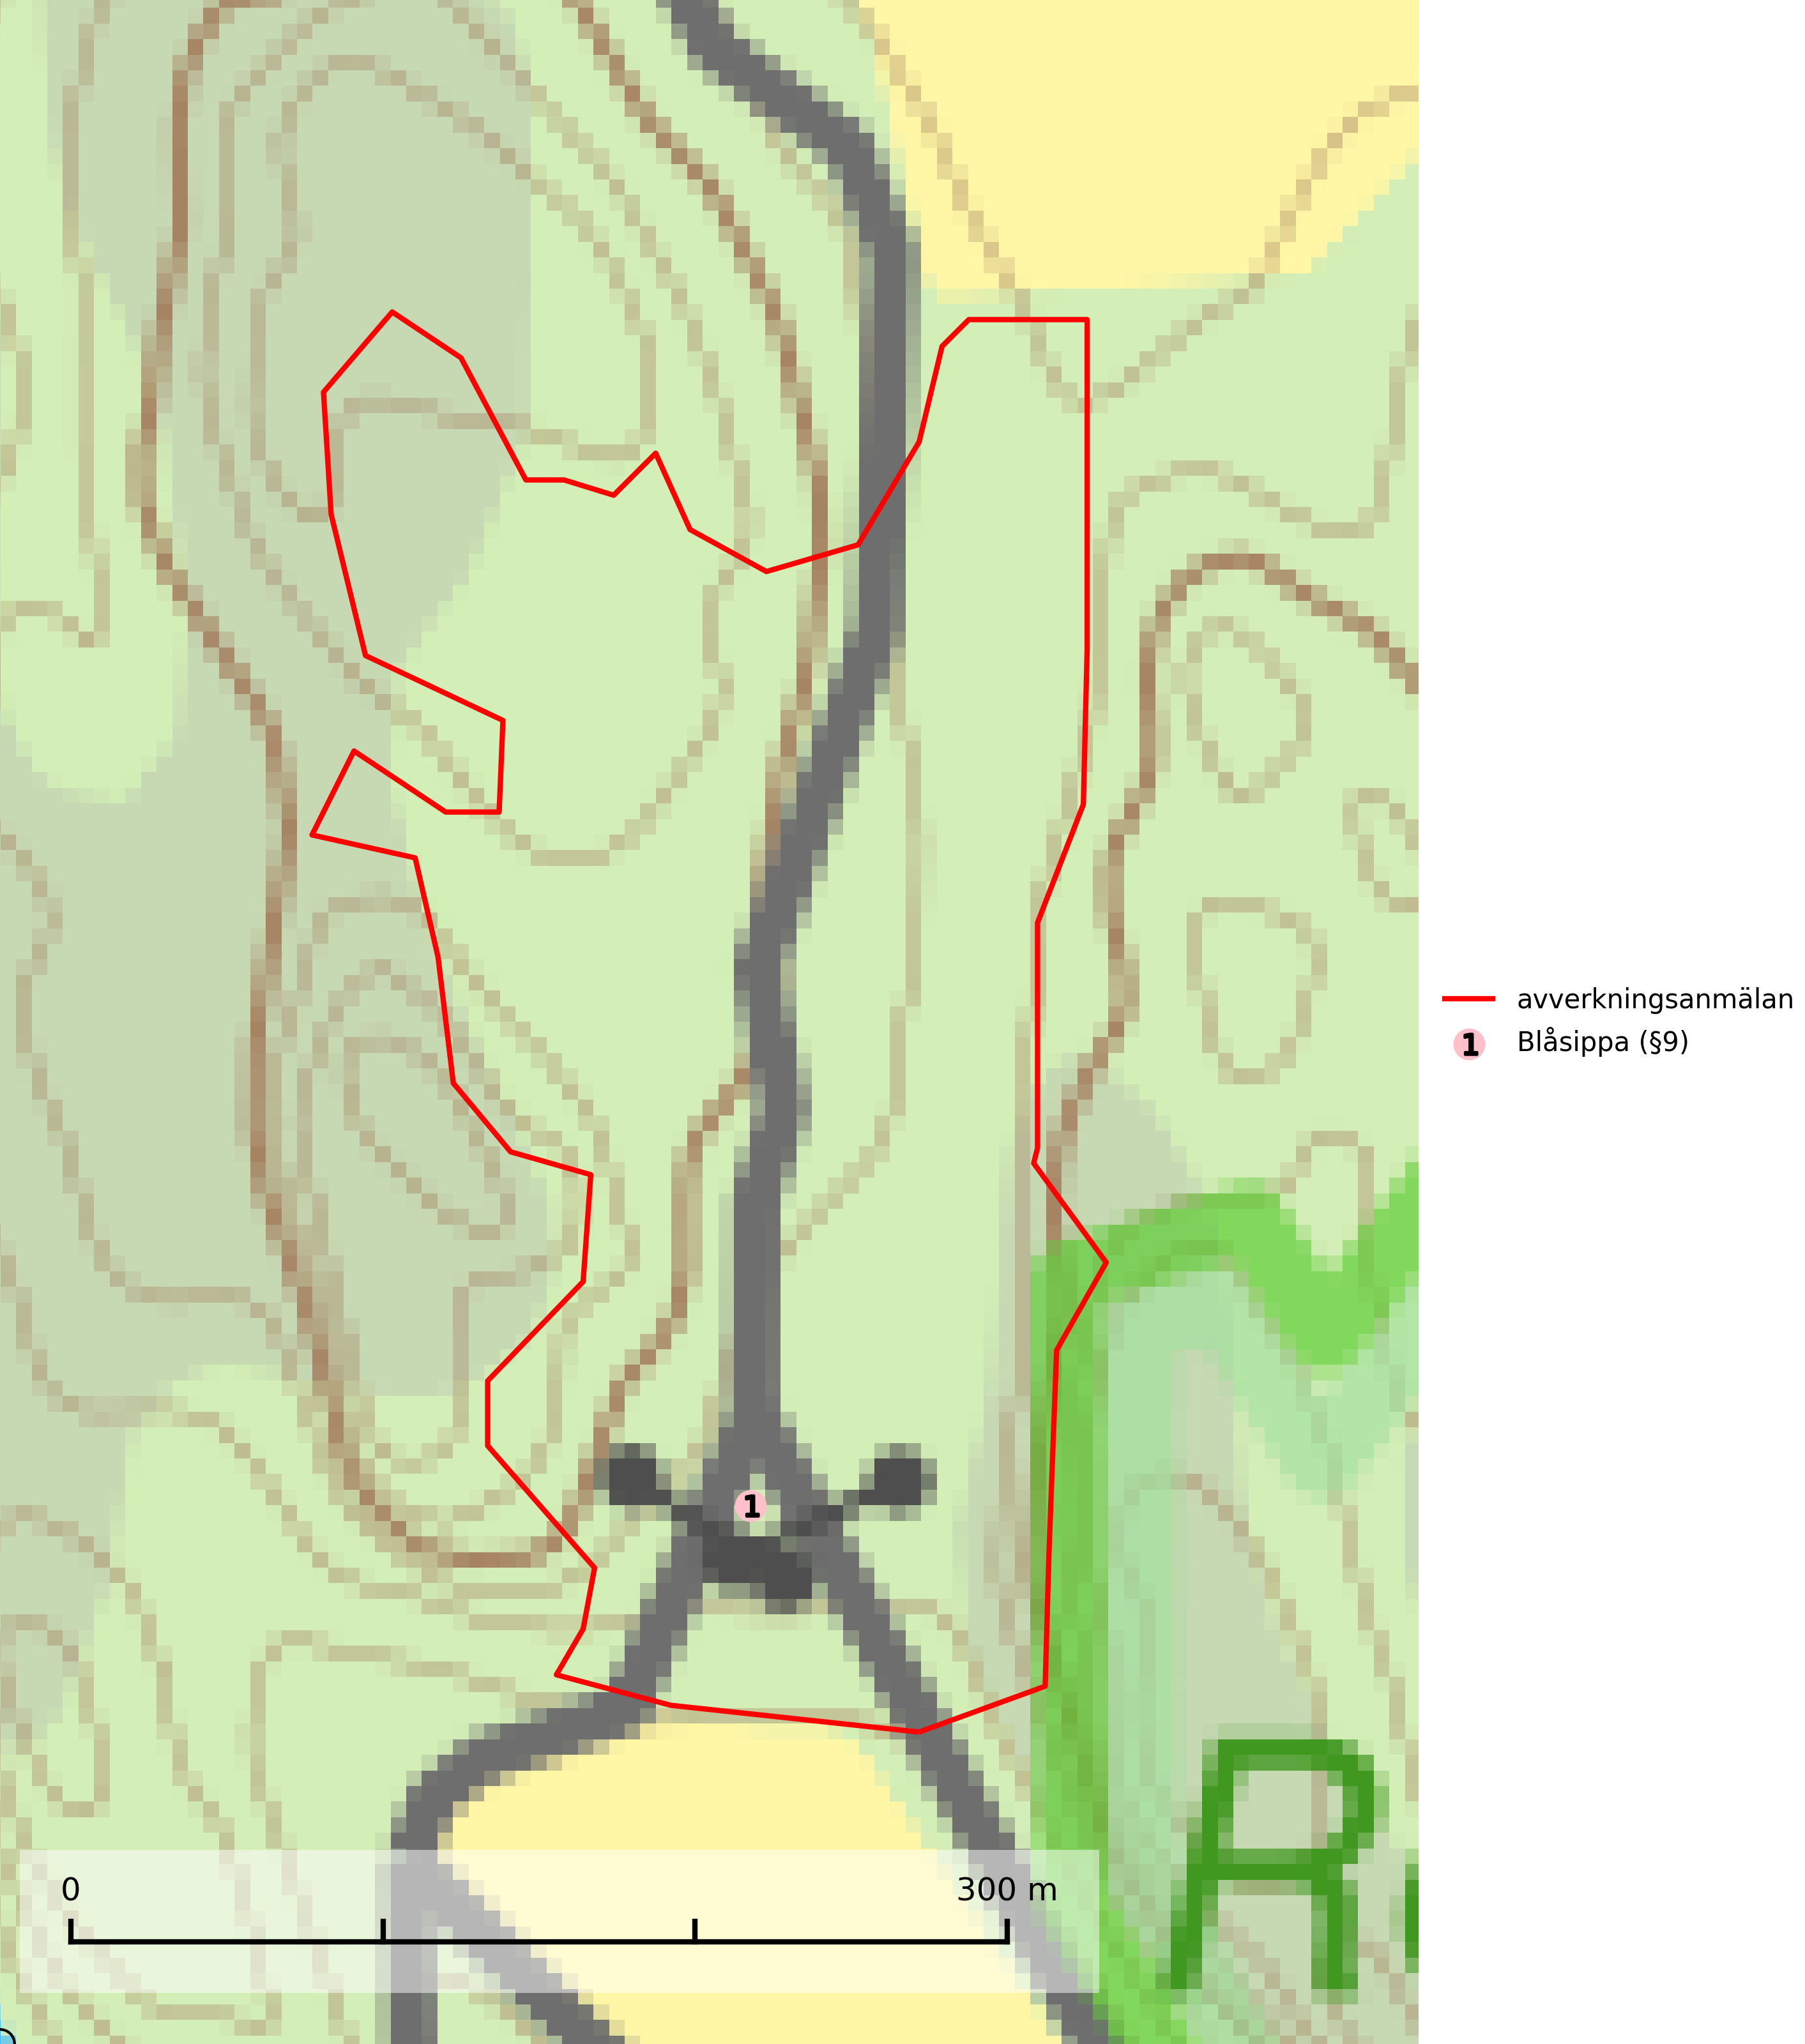 avverkningsanmälan
1 Blåsippa (§9)
1
0 300 m
R